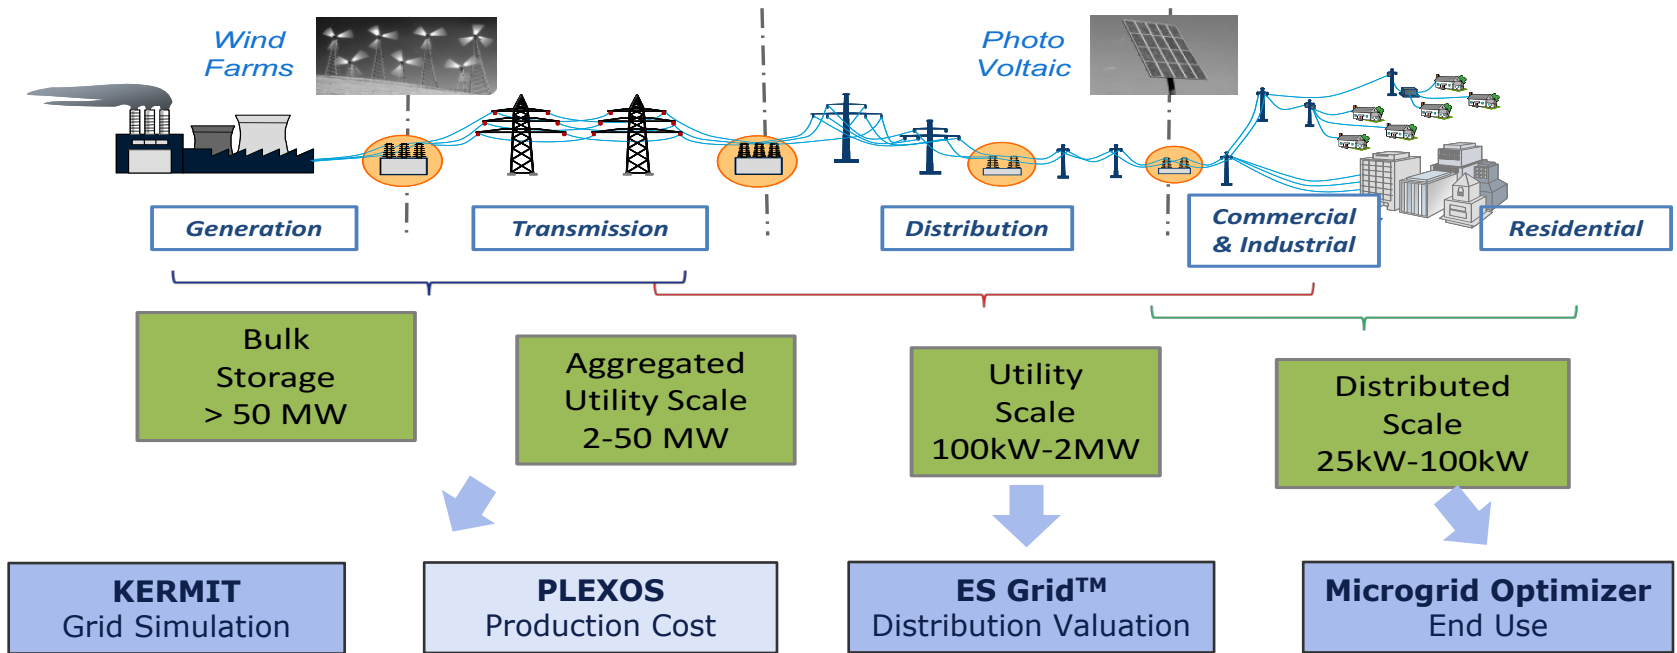 Wind
Farms
Photo
Voltaic
Generation
Transmission
Distribution
Commercial
& Industrial
Residential
Bulk
Storage
> 50 MW
Aggregated
Utility Scale
2-50 MW
Utility
Scale
100kW-2MW
Distributed
Scale
25kW-100kW
KERMIT
Grid Simulation
PLEXOS
Production Cost
ES Grid™
Distribution Valuation
Microgrid Optimizer
End Use